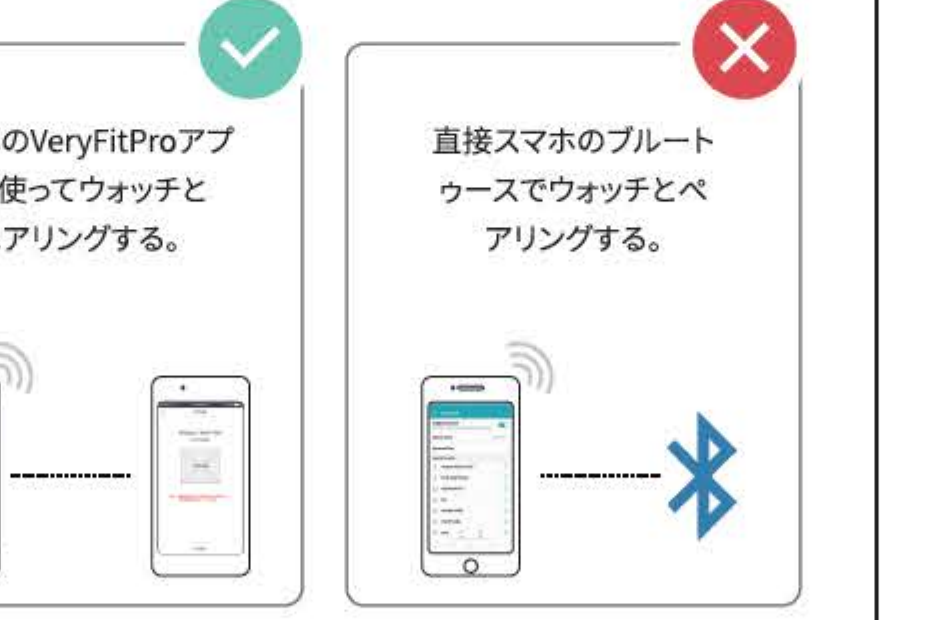 のVeryFitProアプ
使ってウォッチと
アリングする。
直接スマホのブルート
ゥースでウォッチとペ
アリングする。